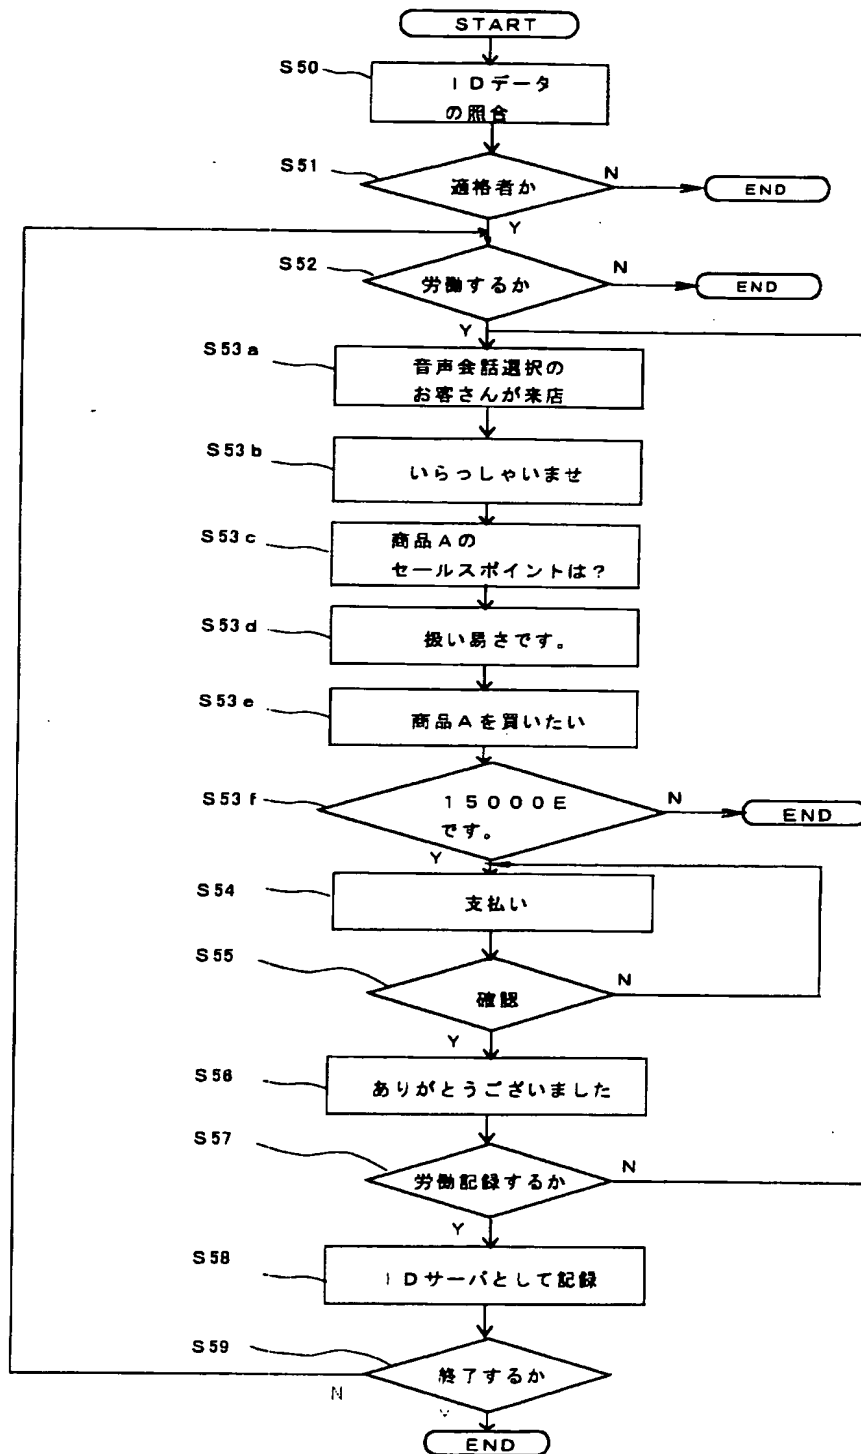 START
S50
IDデータ
の照合
S51
適格者か
N
END
Y
S52
労働するか
N
END
Y
S53a
音声会話選択の
お客さんが来店
S53b
いらっしゃいませ
S53c
商品Aの
セールスポイントは?
S53d
扱い易さです。
S53e
商品Aを買いたい
S53f
15000E
です。
N
END
Y
S54
支払い
S55
確認
N
Y
S56
ありがとうございました
S57
労働記録するか
N
Y
S58
IDサーバとして記録
S59
終了するか
N
END